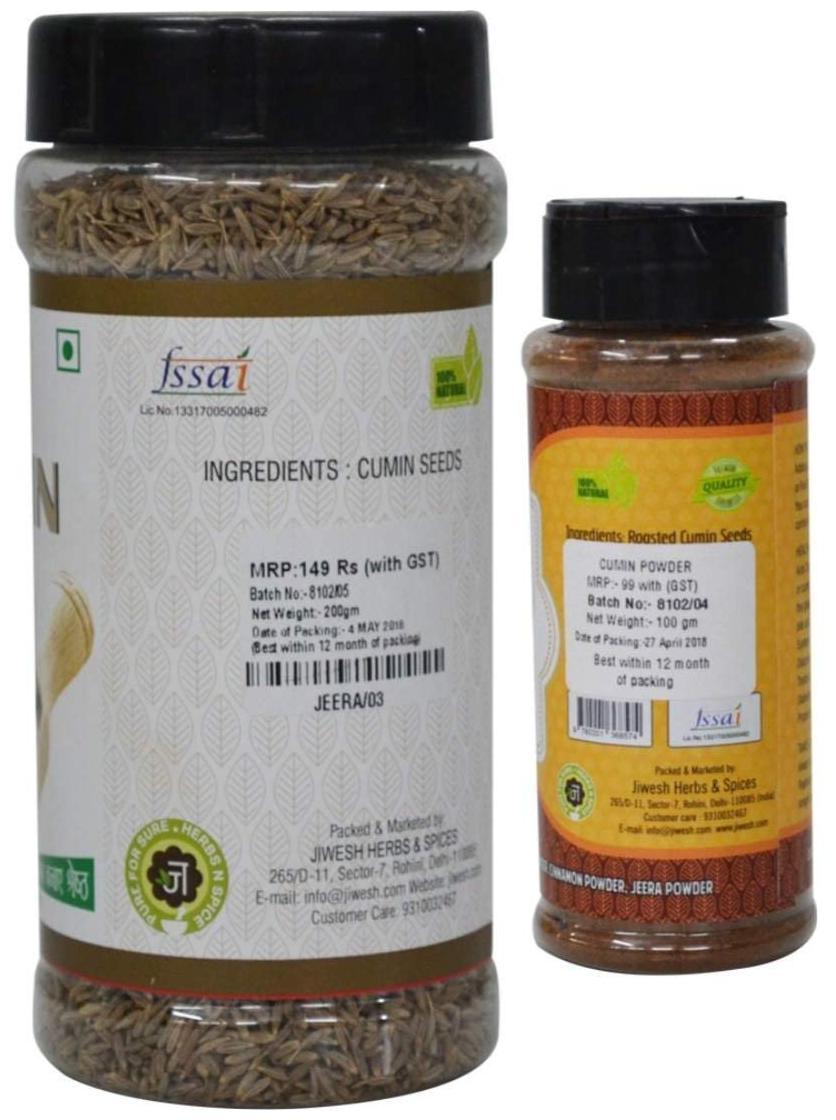 fssai
Lic No.13317005000482
100%
NATURAL
IN
INGREDIENTS : CUMIN SEEDS
MRP:149 Rs (with GST)
Batch No:- 8102/05
Net Weight:- 200gm
Date of Packing:- 4 MAY 2018
(Best within 12 month of packing)
JEERA/03
PURE FOR SURE . HERBS N SPICE
जी
Packed & Marketed by:
JIWESH HERBS & SPICES
265/D-11, Sector-7, Rohini, Delhi-110085
E-mail: info@jiwesh.com Website: jiwesh.com
Customer Care: 9310032467
श्रेष्ठ
100%
NATURAL
QUALITY
Ingredients: Roasted Cumin Seeds
CUMIN POWDER
MRP:- 99 with (GST)
Batch No:- 8102/04
Net Weight:- 100 gm
Date of Packing:-27 April 2018
Best within 12 month
of packing
fssai
Lic No.13317005000482
Packed & Marketed by:
Jiwesh Herbs & Spices
265/D-11, Sector-7, Rohini, Delhi-110085 (India)
Customer care : 9310032467
E-mail: info@jiwesh.com www.jiwesh.com
CINNAMON POWDER, JEERA POWDER